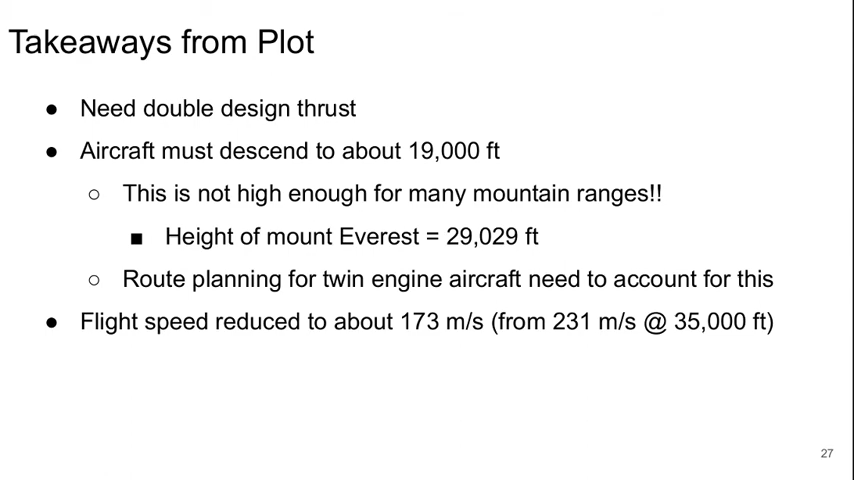 Takeaways from Plot
● Need double design thrust
● Aircraft must descend to about 19,000 ft
○ This is not high enough for many mountain ranges!!
■ Height of mount Everest = 29,029 ft
○ Route planning for twin engine aircraft need to account for this
● Flight speed reduced to about 173 m/s (from 231 m/s @ 35,000 ft)
27